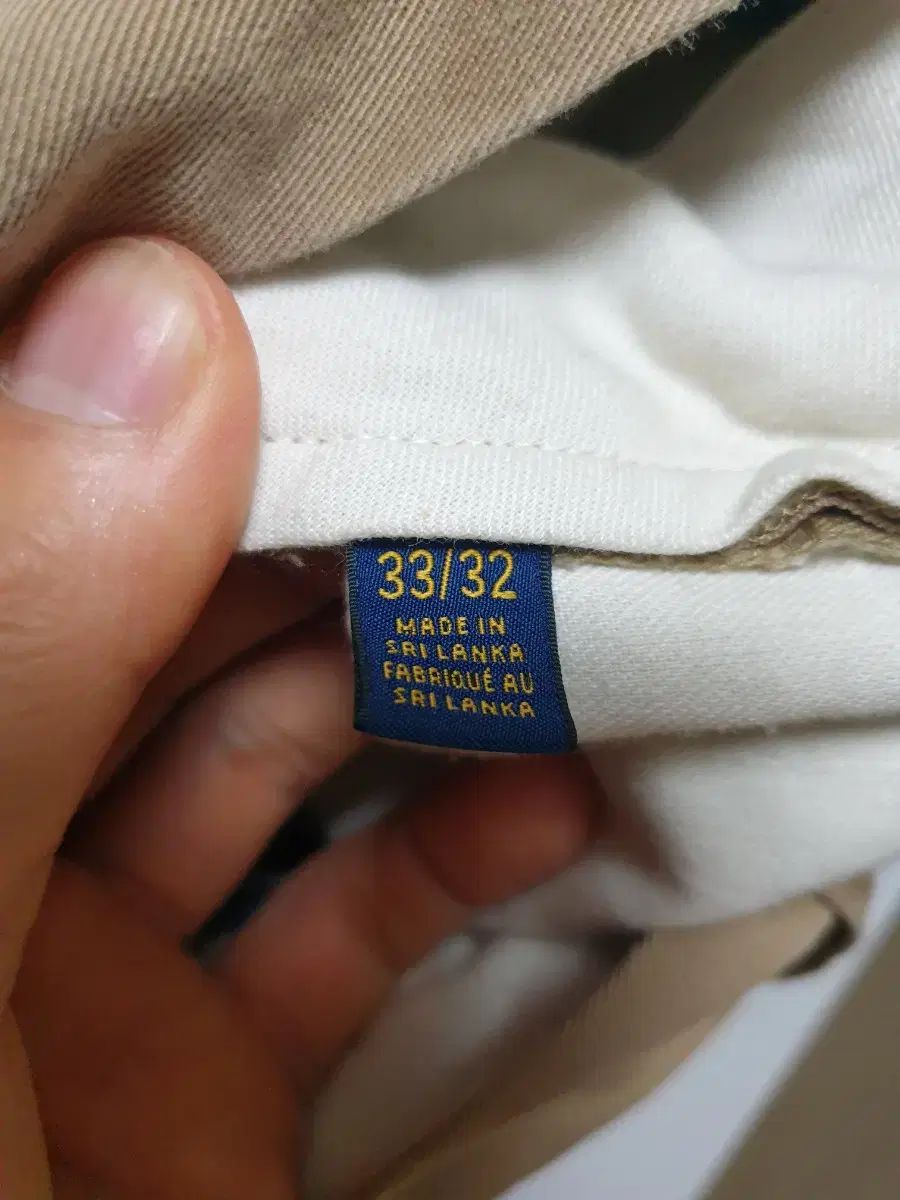 33/32
MADE IN
SRI LANKA
FABRIQUÉ AU
SRI LANKA